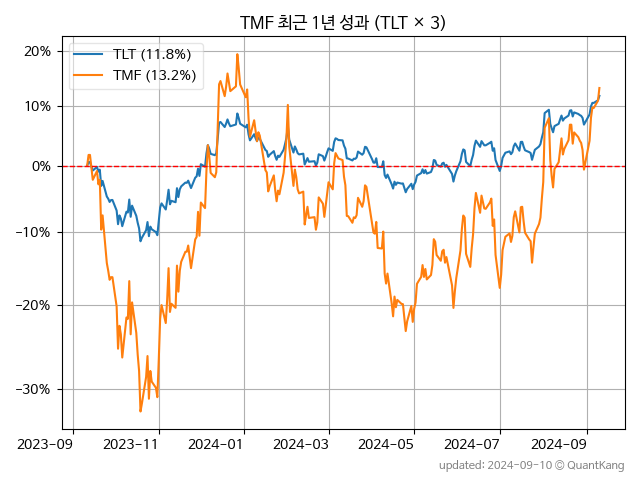 TMF 최근 1년 성과 (TLT × 3)
TLT (11.8%)
TMF (13.2%)
20%
10%
0%
−10%
−20%
−30%
2023-09 2023-11 2024-01 2024-03 2024-05 2024-07 2024-09
updated: 2024-09-10 © QuantKang